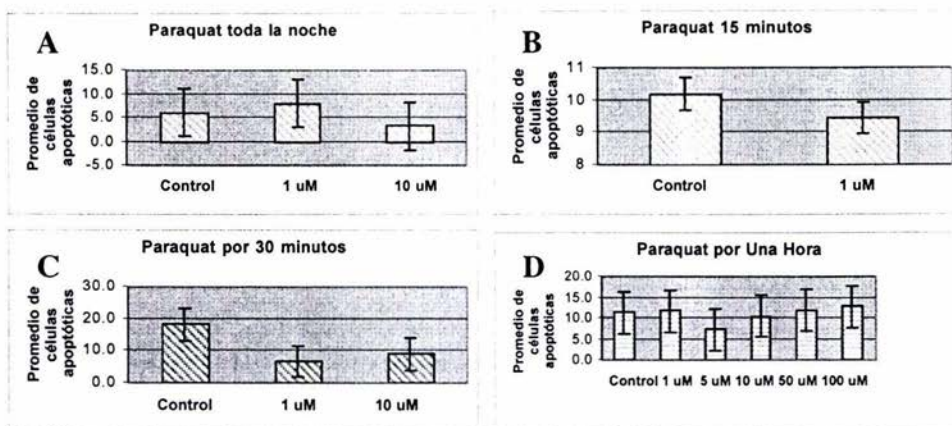 A
Paraquat toda la noche
Promedio de
células
apoptóticas
15.0
10.0
5.0
0.0
-5.0
Control
1 uM
10 uM
B
Paraquat 15 minutos
Promedio de
células
apoptóticas
11
10
9
8
Control
1 uM
C
Paraquat por 30 minutos
Promedio de
células
apoptóticas
30.0
20.0
10.0
0.0
Control
1 uM
10 uM
D
Paraquat por Una Hora
Promedio de
células
apoptóticas
20.0
15.0
10.0
5.0
0.0
Control 1 uM 5 uM 10 uM 50 uM 100 uM